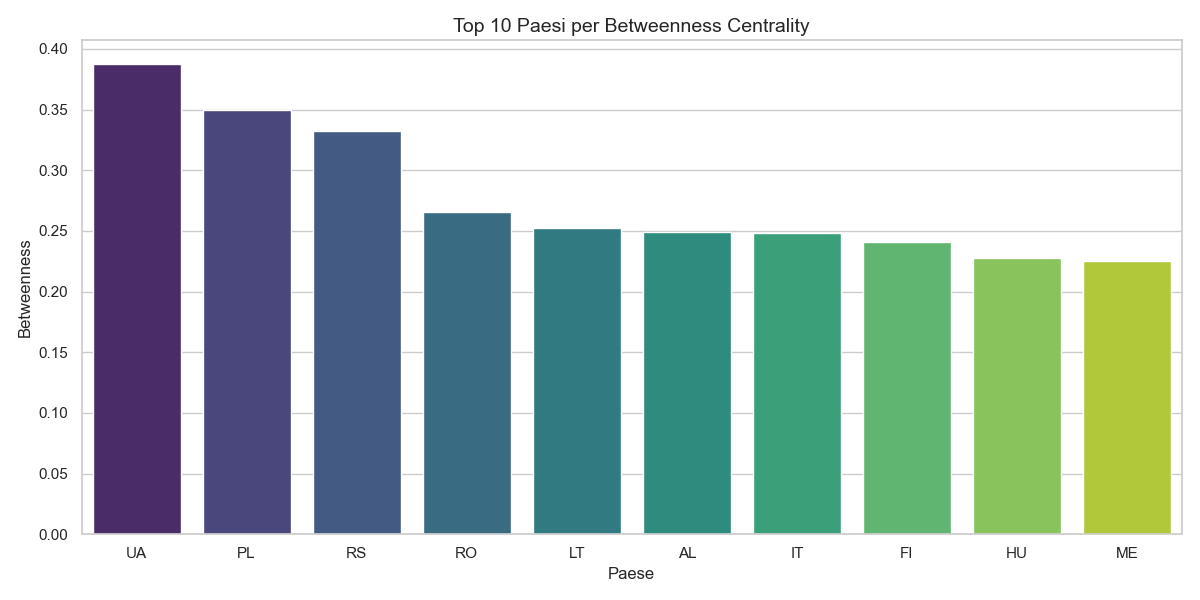 Top 10 Paesi per Betweenness Centrality
Betweenness
0.40
0.35
0.30
0.25
0.20
0.15
0.10
0.05
0.00
UA PL RS RO LT AL IT FI HU ME
Paese